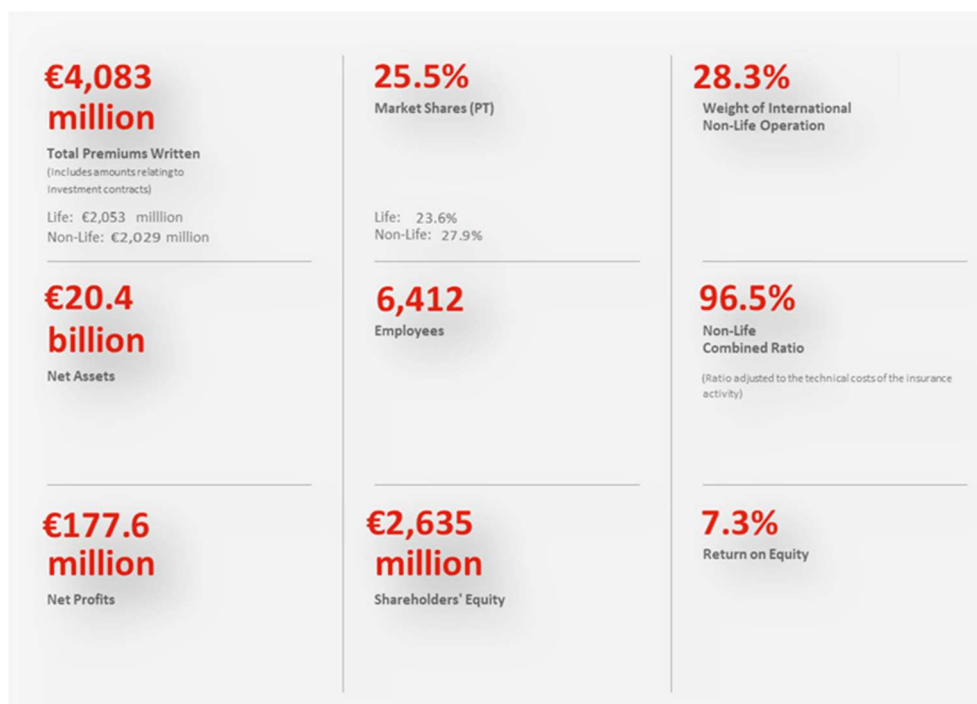 €4,083
million
Total Premiums Written
(Includes amounts relating to
Investment contracts)
Life: €2,053 milllion
Non-Life: €2,029 million
25.5%
Market Shares (PT)
Life: 23.6%
Non-Life: 27.9%
28.3%
Weight of International
Non-Life Operation
€20.4
billion
Net Assets
6,412
Employees
96.5%
Non-Life
Combined Ratio
(Ratio adjusted to the technical costs of the insurance
activity)
€177.6
million
Net Profits
€2,635
million
Shareholders' Equity
7.3%
Return on Equity